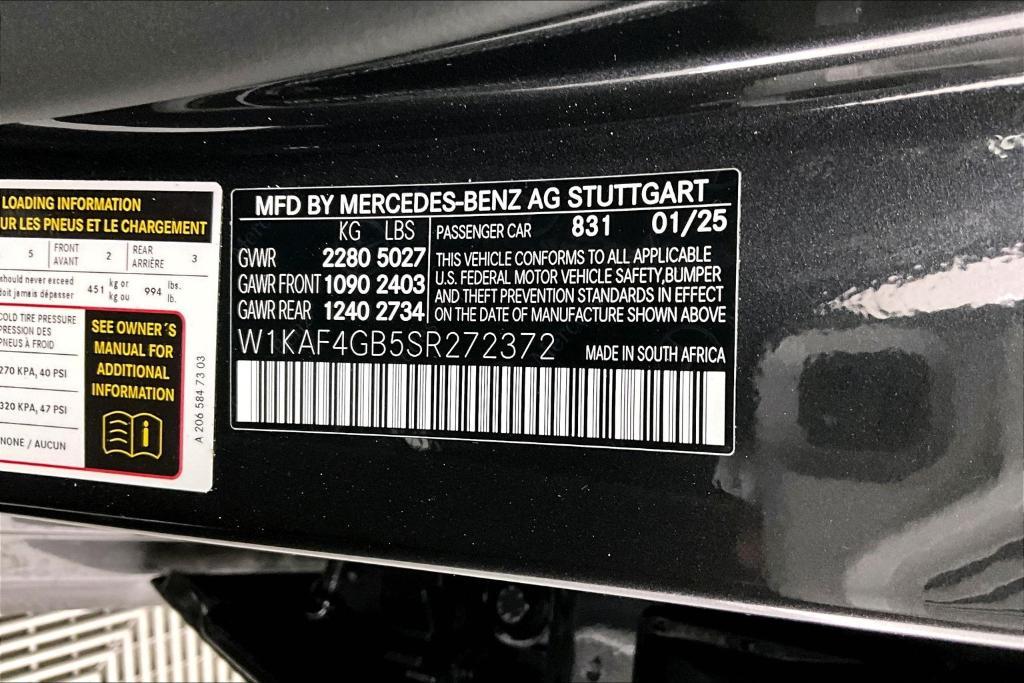 LOADING INFORMATION
UR LES PNEUS ET LE CHARGEMENT
5 FRONT AVANT 2 REAR ARRIÈRE 3
should never exceed
doit jamais dépasser
451 kg or kg ou 994 lbs. lb.
COLD TIRE PRESSURE
PRESSION DES
PNEUS À FROID
270 KPA, 40 PSI
320 KPA, 47 PSI
NONE / AUCUN
SEE OWNER´S
MANUAL FOR
ADDITIONAL
INFORMATION
A 206 584 73 03
MFD BY MERCEDES-BENZ AG STUTTGART
KG LBS
GVWR 2280 5027
GAWR FRONT 1090 2403
GAWR REAR 1240 2734
PASSENGER CAR 831 01/25
THIS VEHICLE CONFORMS TO ALL APPLICABLE
U.S. FEDERAL MOTOR VEHICLE SAFETY,BUMPER
AND THEFT PREVENTION STANDARDS IN EFFECT
ON THE DATE OF MANUFACTURE SHOWN ABOVE
W1KAF4GB5SR272372 MADE IN SOUTH AFRICA